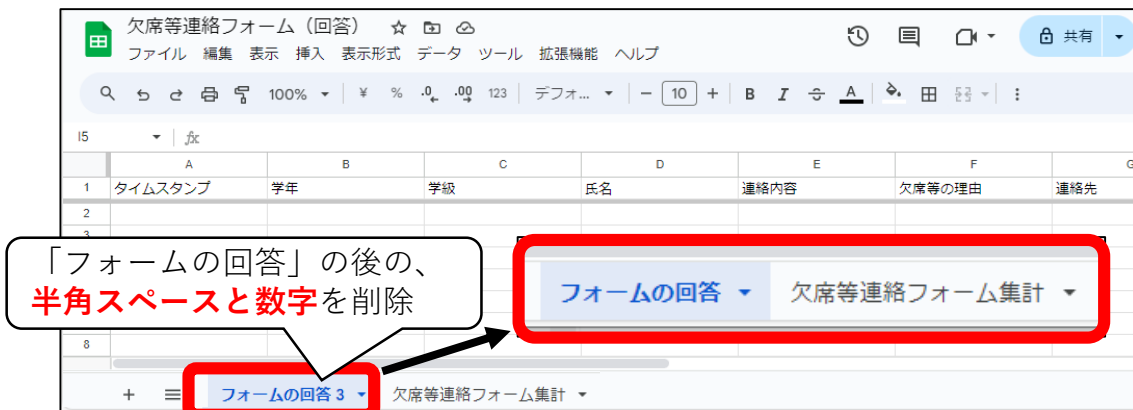 欠席等連絡フォーム（回答）
ファイル 編集 表示 挿入 表示形式 データ ツール 拡張機能 ヘルプ
共有
100% ¥ % .0 .00 123 デフォ... − 10 + B I A
I5 fx
A B C D E F G
1 タイムスタンプ 学年 学級 氏名 連絡内容 欠席等の理由 連絡先
2
3
「フォームの回答」の後の、
半角スペースと数字を削除
フォームの回答 欠席等連絡フォーム集計
8
+ フォームの回答 3 欠席等連絡フォーム集計